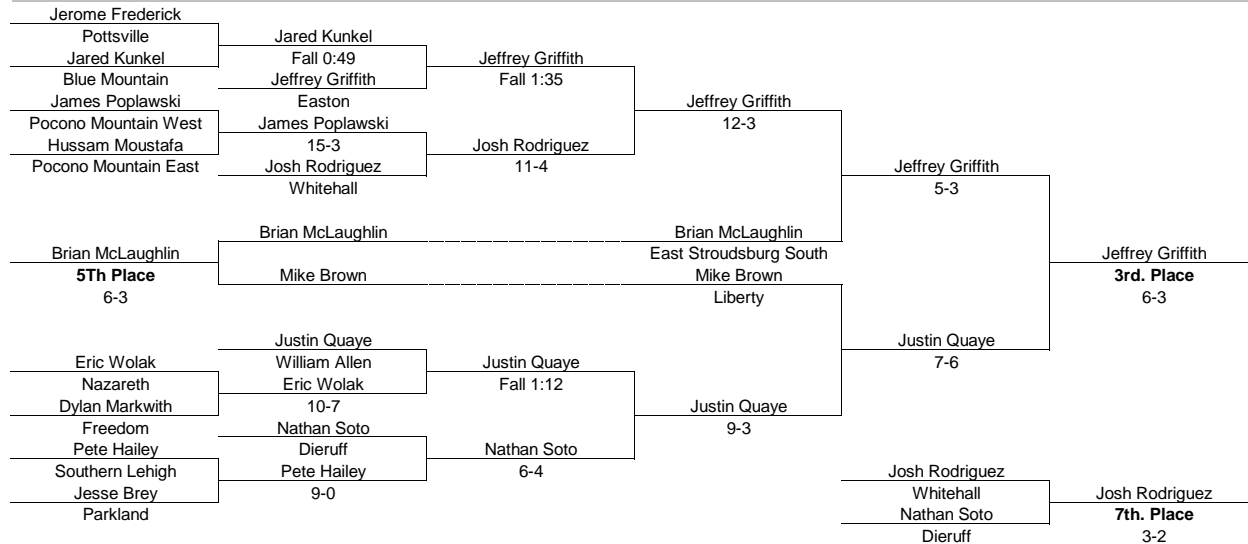 Jerome Frederick
Pottsville Jared Kunkel
Jared Kunkel Fall 0:49 Jeffrey Griffith
Blue Mountain Jeffrey Griffith Fall 1:35
James Poplawski Easton Jeffrey Griffith
Pocono Mountain West James Poplawski 12-3
Hussam Moustafa 15-3 Josh Rodriguez
Pocono Mountain East Josh Rodriguez 11-4 Jeffrey Griffith
Whitehall 5-3
Brian McLaughlin Brian McLaughlin
Brian McLaughlin East Stroudsburg South Jeffrey Griffith
5Th Place Mike Brown Mike Brown 3rd. Place
6-3 Liberty 6-3
Justin Quaye Justin Quaye
Eric Wolak William Allen Justin Quaye 7-6
Nazareth Eric Wolak Fall 1:12
Dylan Markwith 10-7 Justin Quaye
Freedom Nathan Soto 9-3
Pete Hailey Dieruff Nathan Soto
Southern Lehigh Pete Hailey 6-4 Josh Rodriguez
Jesse Brey 9-0 Whitehall Josh Rodriguez
Parkland Nathan Soto 7th. Place
Dieruff 3-2